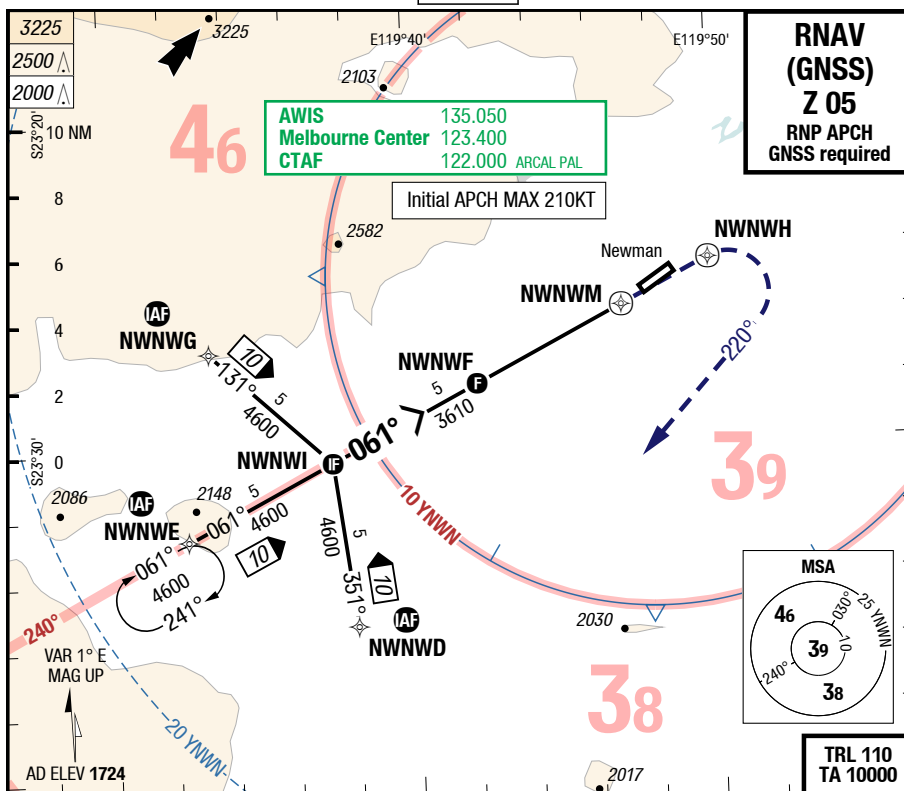 3225
2500
2000
3225
E119°40'
E119°50'
RNAV
(GNSS)
Z 05
RNP APCH
GNSS required
2103
S23°20'
10 NM
46
AWIS 135.050
Melbourne Center 123.400
CTAF 122.000 ARCAL PAL
Initial APCH MAX 210KT
8
2582
NWNWH
6
Newman
NWNWM
IAF
4
NWNWG
10
220°
NWNWF
131°
5
5
F
2
4600
3610
061°
NWNWI
IF
39
S23°30'
0
2086
IAF
2148
5
10 YNWN
NWNWE
061°
4600
4600
5
061°
10
10
MSA
4600
351°
46
030°
25 YNWN
241°
IAF
2030
10
240°
NWNWD
39
240°
38
VAR 1° E
MAG UP
38
20 YNWN
AD ELEV 1724
2017
TRL 110
TA 10000